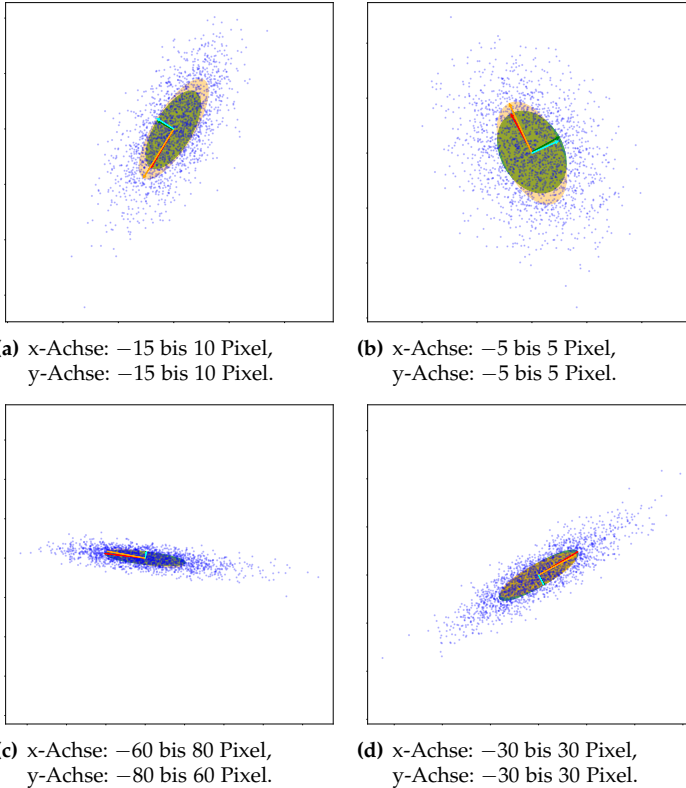 (a) x-Achse: −15 bis 10 Pixel,
y-Achse: −15 bis 10 Pixel.
(b) x-Achse: −5 bis 5 Pixel,
y-Achse: −5 bis 5 Pixel.
(c) x-Achse: −60 bis 80 Pixel,
y-Achse: −80 bis 60 Pixel.
(d) x-Achse: −30 bis 30 Pixel,
y-Achse: −30 bis 30 Pixel.